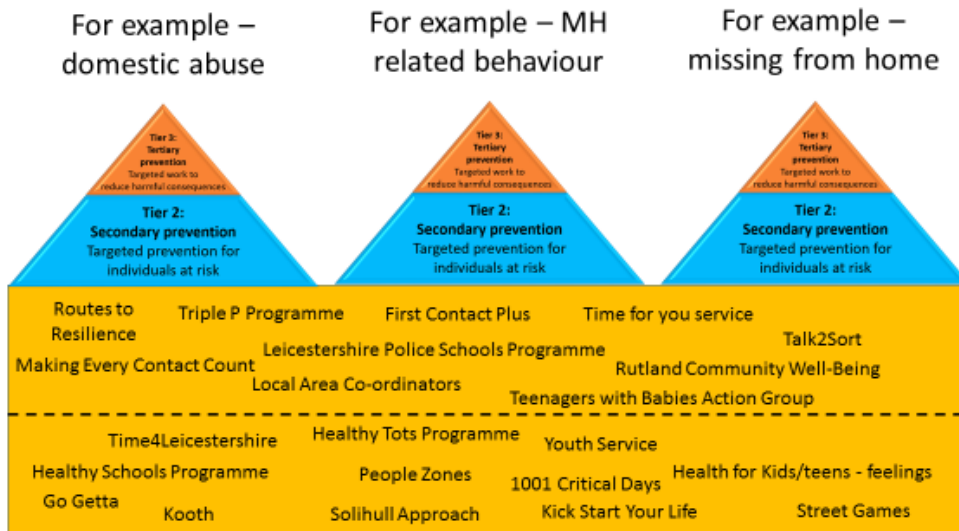 For example –
domestic abuse
For example – MH
related behaviour
For example –
missing from home
Tier 3:
Tertiary
prevention
Targeted work to
reduce harmful consequences
Tier 3:
Tertiary
prevention
Targeted work to
reduce harmful consequences
Tier 3:
Tertiary
prevention
Targeted work to
reduce harmful consequences
Tier 2:
Secondary prevention
Targeted prevention for
individuals at risk
Tier 2:
Secondary prevention
Targeted prevention for
individuals at risk
Tier 2:
Secondary prevention
Targeted prevention for
individuals at risk
Routes to
Resilience
Triple P Programme
First Contact Plus
Time for you service
Talk2Sort
Making Every Contact Count
Leicestershire Police Schools Programme
Rutland Community Well-Being
Local Area Co-ordinators
Teenagers with Babies Action Group
Time4Leicestershire
Healthy Tots Programme
Youth Service
Healthy Schools Programme
People Zones
1001 Critical Days
Health for Kids/teens - feelings
Go Getta
Kooth
Solihull Approach
Kick Start Your Life
Street Games